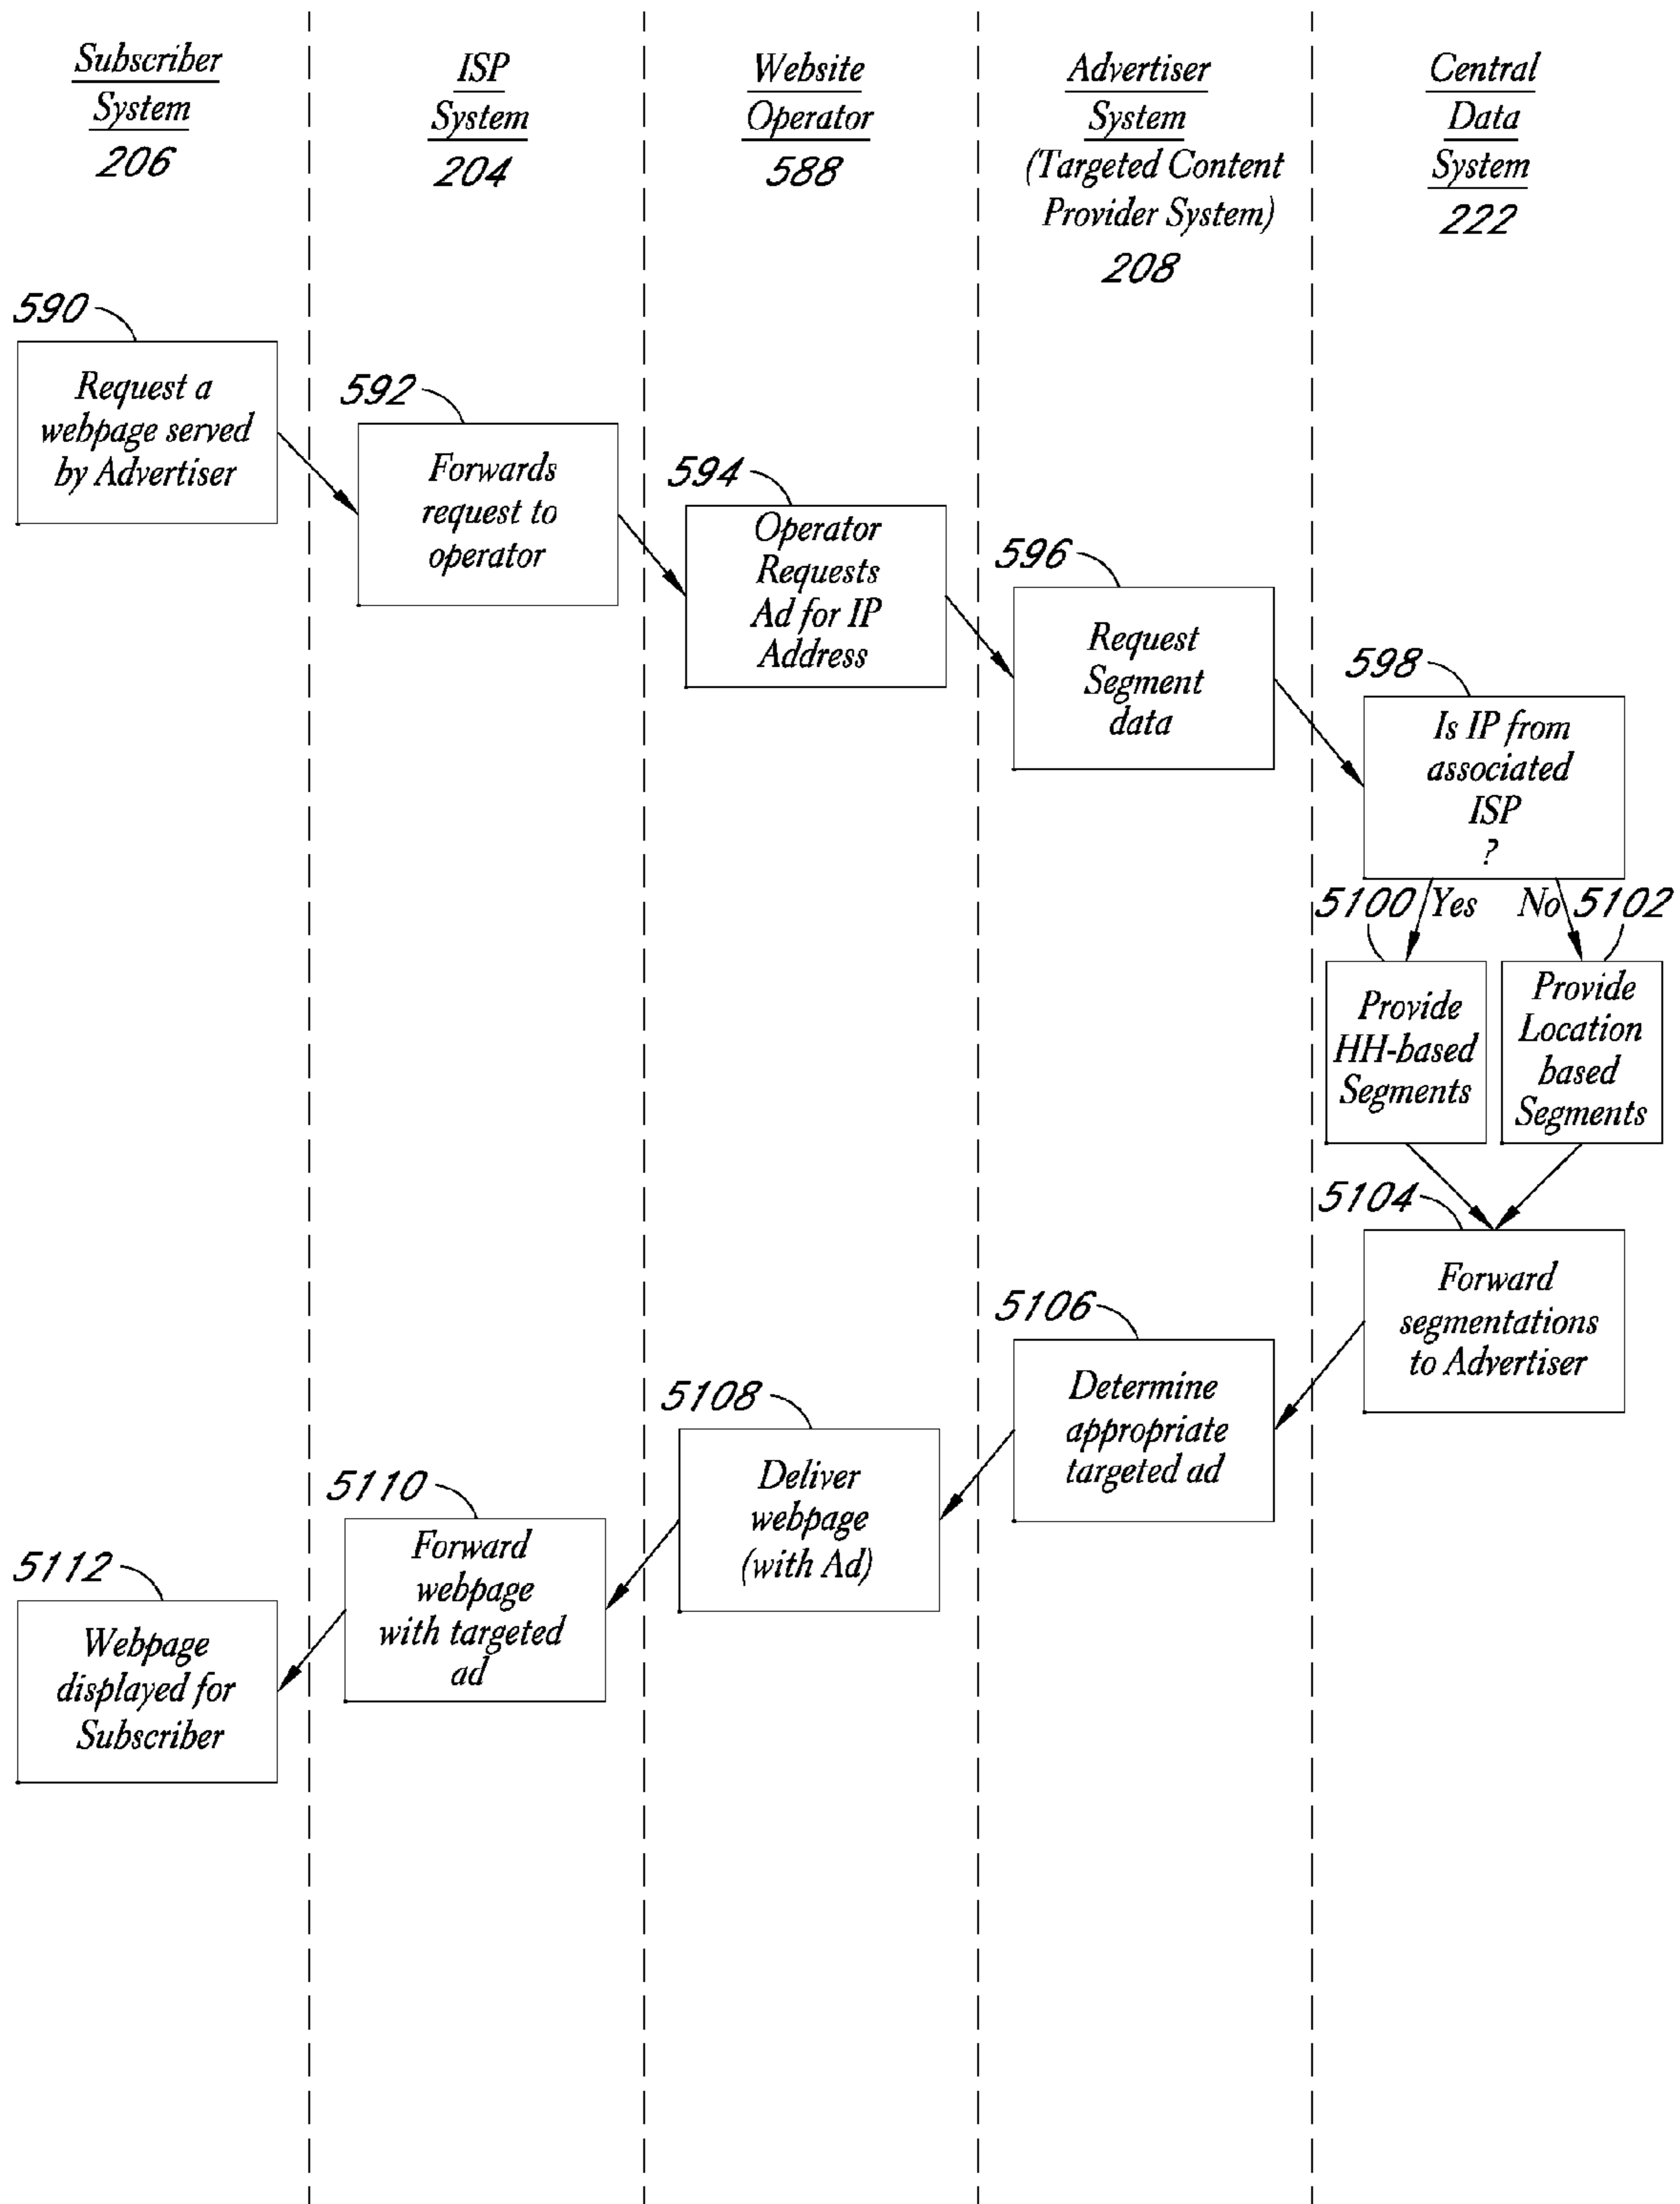 Subscriber
System
206
ISP
System
204
Website
Operator
588
Advertiser
System
(Targeted Content
Provider System)
208
Central
Data
System
222
590
Request a
webpage served
by Advertiser
592
Forwards
request to
operator
594
Operator
Requests
Ad for IP
Address
596
Request
Segment
data
598
Is IP from
associated
ISP
?
5100
Yes
No
5102
Provide
HH-based
Segments
Provide
Location
based
Segments
5104
Forward
segmentations
to Advertiser
5106
Determine
appropriate
targeted ad
5108
Deliver
webpage
(with Ad)
5110
Forward
webpage
with targeted
ad
5112
Webpage
displayed for
Subscriber